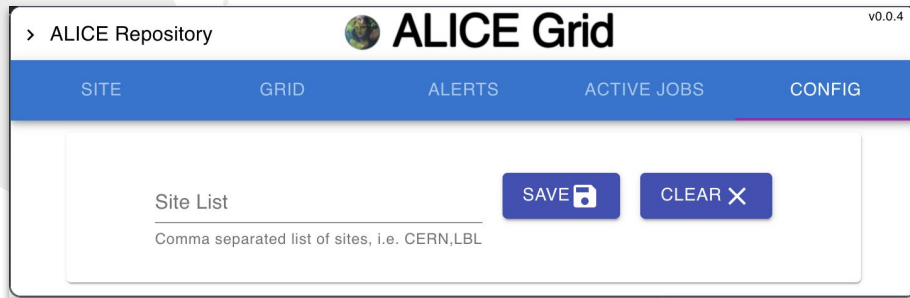 ALICE Repository
ALICE Grid
v0.0.4
SITE GRID ALERTS ACTIVE JOBS CONFIG
Site List
SAVE CLEAR
Comma separated list of sites, i.e. CERN,LBL